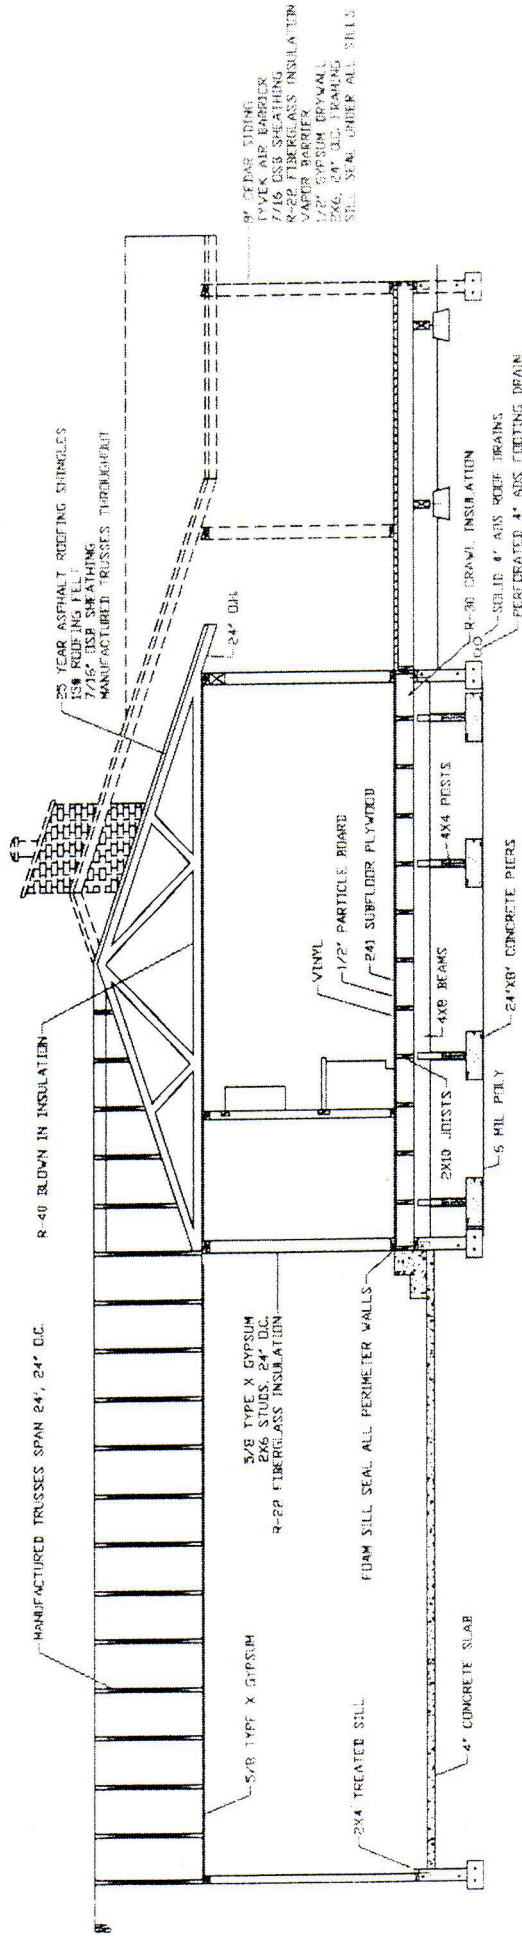 MANUFACTURED TRUSSES SPAN 24', 24" O.C.
R-40 BLOWN IN INSULATION
25 YEAR ASPHALT ROOFING SHINGLES
15# ROOFING FELT
7/16" OSB SHEATHING
MANUFACTURED TRUSSES THROUGHOUT
24" O.H.
8" CEDAR SIDING
TYVEK AIR BARRIER
7/16 OSB SHEATHING
R-22 FIBERGLASS INSULATION
VAPOR BARRIER
1/2" GYPSUM DRYWALL
2X6, 24" O.C. FRAMING
SILL SEAL UNDER ALL SILLS
5/8 TYPE X GYPSUM
5/8 TYPE X GYPSUM
2X6 STUDS, 24" O.C.
R-22 FIBERGLASS INSULATION
VINYL
1/2" PARTICLE BOARD
241 SUBFLOOR PLYWOOD
FOAM SILL SEAL ALL PERIMETER WALLS
2X4 TREATED SILL
4" CONCRETE SLAB
2X10 JOISTS
4X8 BEAMS
4X4 POSTS
R-30 CRAWL INSULATION
6 MIL POLY
24"X8" CONCRETE PIERS
SOLID 4" ABS ROOF DRAINS
PERFORATED 4" ADS FOOTING DRAIN